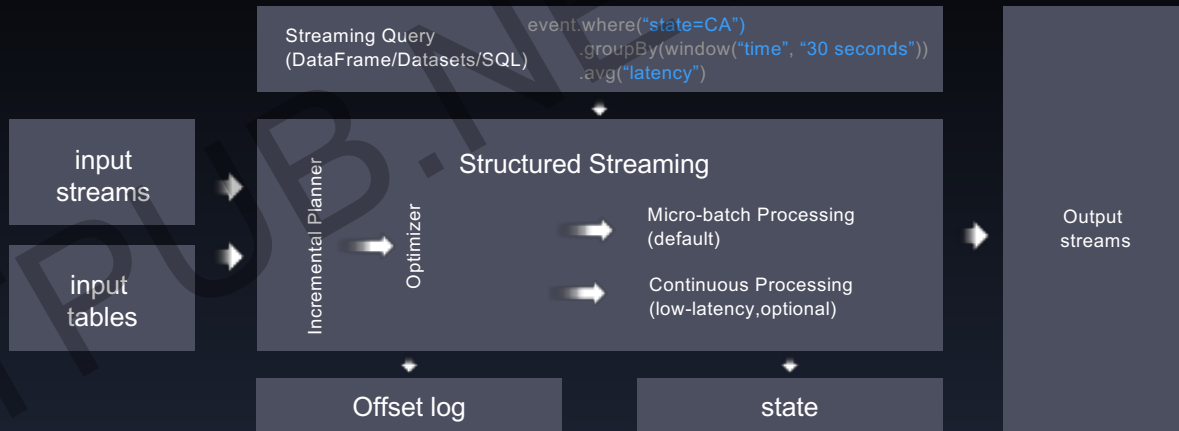 Streaming Query
(DataFrame/Datasets/SQL)
event.where(“state=CA”)
.groupBy(window(“time”, “30 seconds”))
.avg(“latency”)
input
streams
input
tables
Structured Streaming
Incremental Planner
Optimizer
Micro-batch Processing
(default)
Continuous Processing
(low-latency,optional)
Output
streams
Offset log
state
TPUB.NE